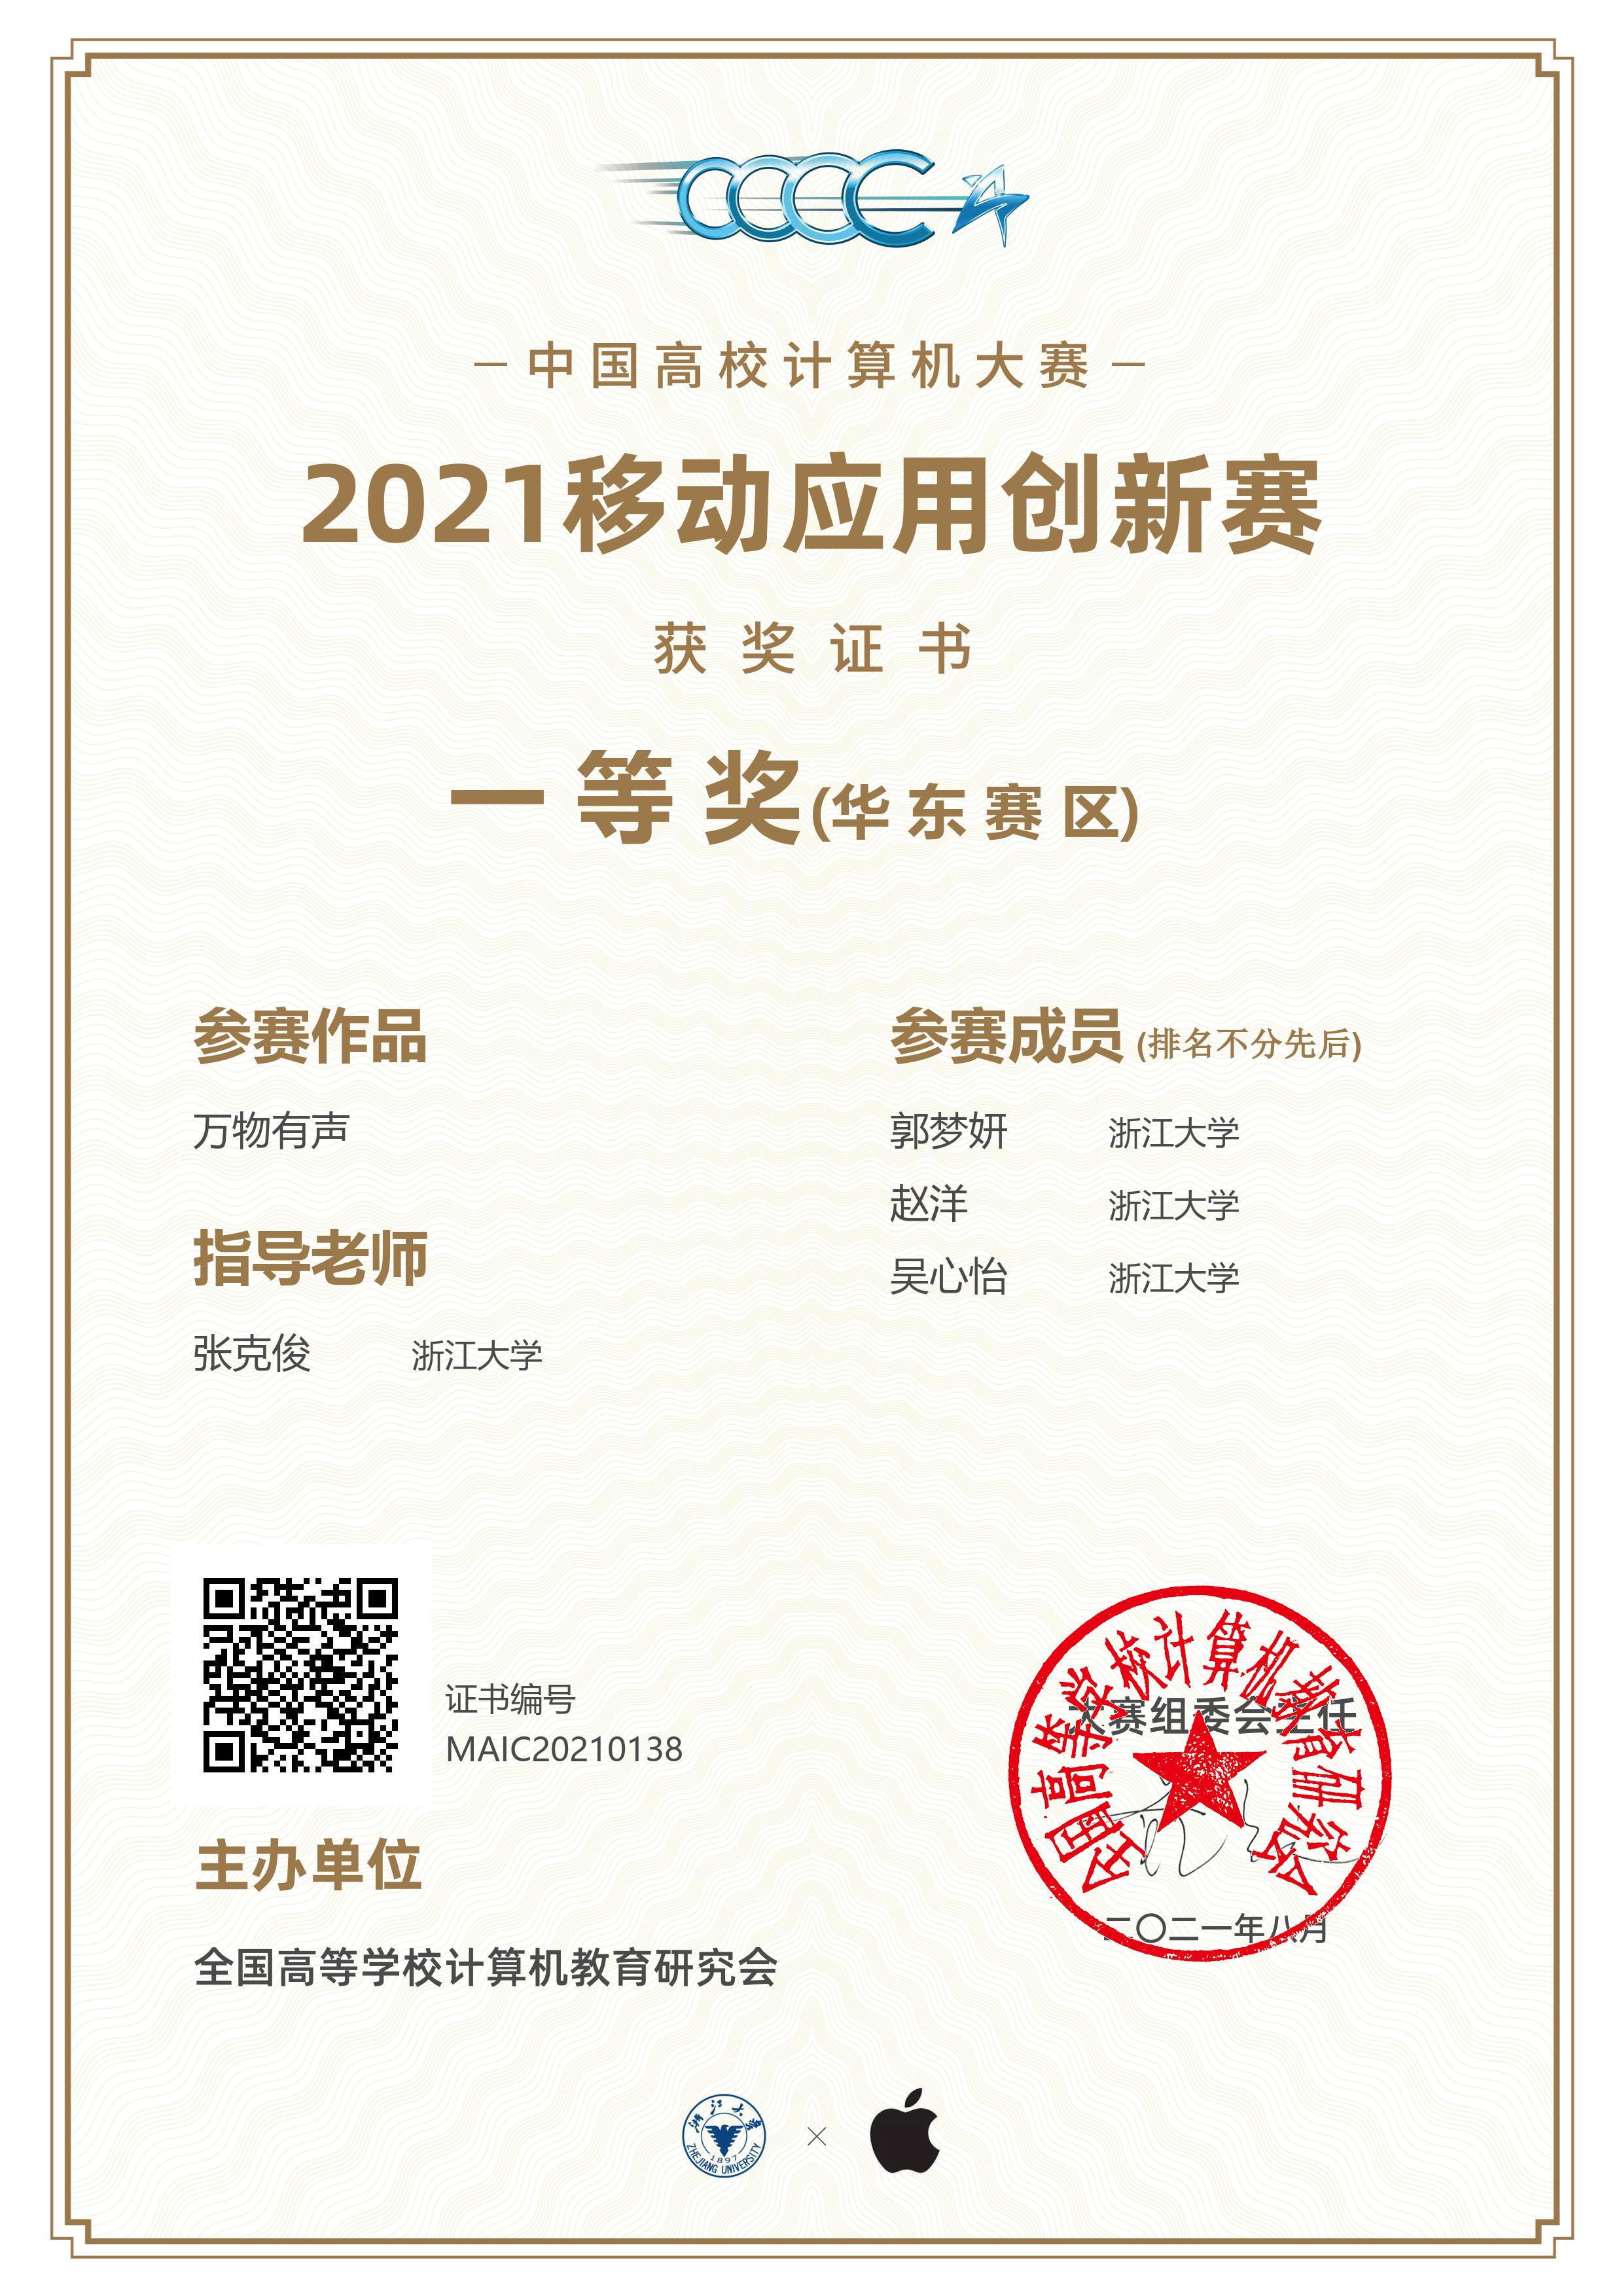 CCCC
中国高校计算机大赛
2021移动应用创新赛
获奖证书
一等奖(华东赛区)
参赛作品
万物有声
指导老师
张克俊 浙江大学
参赛成员 (排名不分先后)
郭梦妍 浙江大学
赵洋 浙江大学
吴心怡 浙江大学
证书编号
MAIC20210138
主办单位
全国高等学校计算机教育研究会
大赛组委会主任
全国高等学校计算机教育研究会
二〇二一年八月
浙江大学
1897
ZHEJIANG UNIVERSITY
×